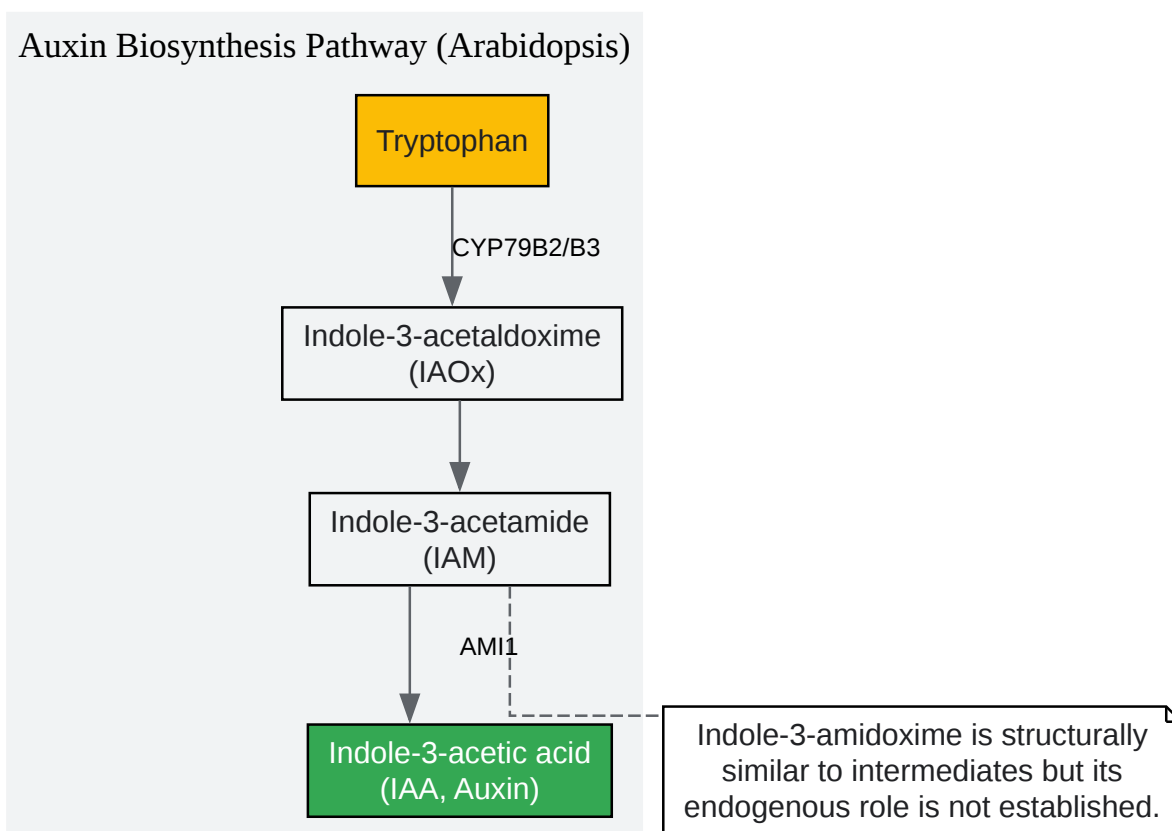 Auxin Biosynthesis Pathway (Arabidopsis)
Tryptophan
CYP79B2/B3
Indole-3-acetaldoxime
(IAOx)
Indole-3-acetamide
(IAM)
AMI1
Indole-3-acetic acid
(IAA, Auxin)
Indole-3-amidoxime is structurally
similar to intermediates but its
endogenous role is not established.